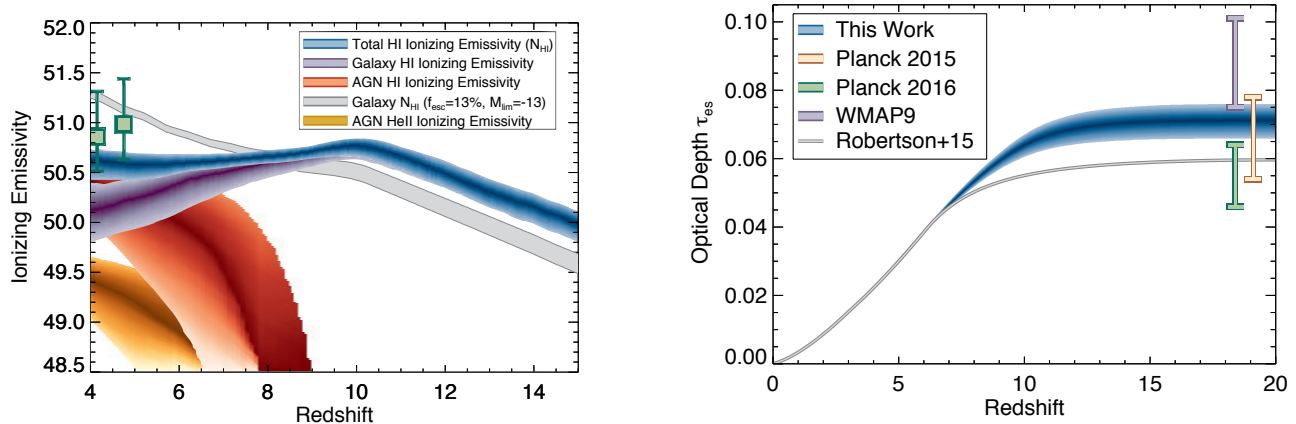 52.0
51.5
51.0
50.5
50.0
49.5
49.0
48.5
Ionizing Emissivity
Total HI Ionizing Emissivity (N_HI)
Galaxy HI Ionizing Emissivity
AGN HI Ionizing Emissivity
Galaxy N_HI (f_esc=13%, M_lim=-13)
AGN HeII Ionizing Emissivity
4 6 8 10 12 14
Redshift
0.10
0.08
0.06
0.04
0.02
0.00
Optical Depth τ_es
This Work
Planck 2015
Planck 2016
WMAP9
Robertson+15
0 5 10 15 20
Redshift